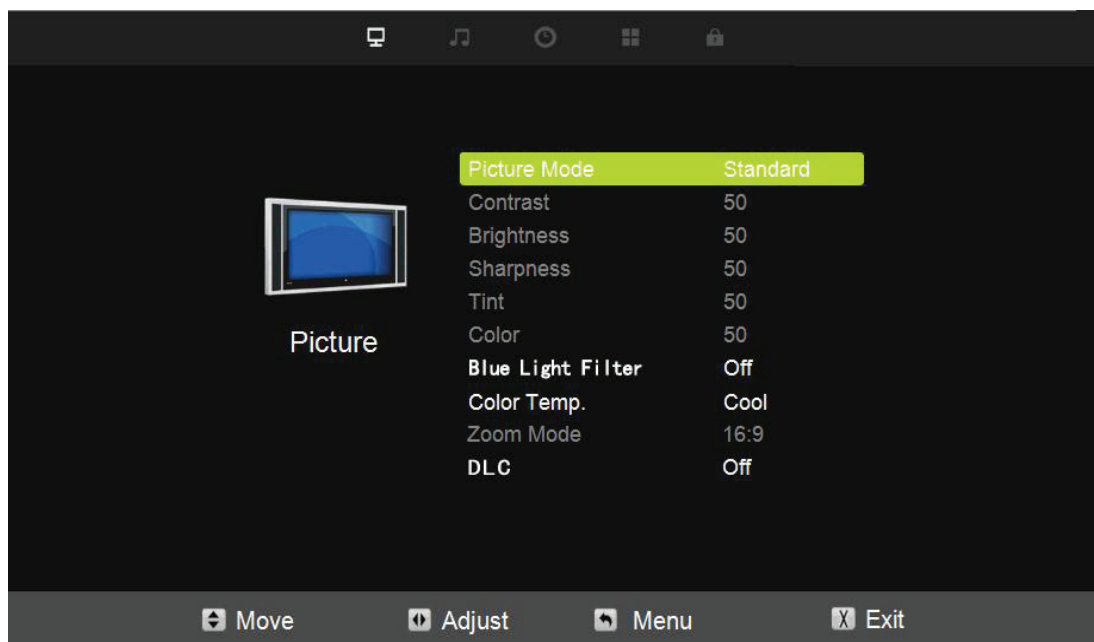 Picture Mode Standard
Contrast 50
Brightness 50
Sharpness 50
Tint 50
Color 50
Picture
Blue Light Filter Off
Color Temp. Cool
Zoom Mode 16:9
DLC Off
Move Adjust Menu X Exit